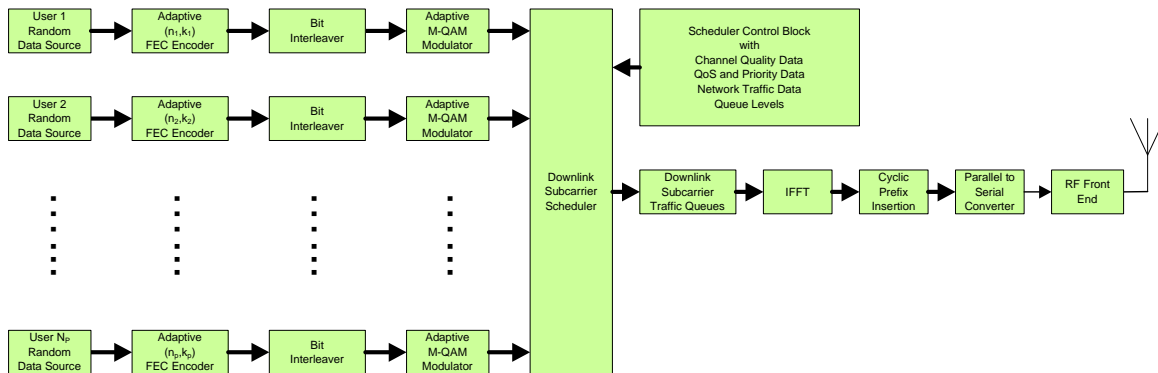 User 1
Random
Data Source
Adaptive
(n₁,k₁)
FEC Encoder
Bit
Interleaver
Adaptive
M-QAM
Modulator
Scheduler Control Block
with
Channel Quality Data
QoS and Priority Data
Network Traffic Data
Queue Levels
User 2
Random
Data Source
Adaptive
(n₂,k₂)
FEC Encoder
Bit
Interleaver
Adaptive
M-QAM
Modulator
Downlink
Subcarrier
Scheduler
Downlink
Subcarrier
Traffic Queues
IFFT
Cyclic
Prefix
Insertion
Parallel to
Serial
Converter
RF Front
End
User Nₚ
Random
Data Source
Adaptive
(nₚ,kₚ)
FEC Encoder
Bit
Interleaver
Adaptive
M-QAM
Modulator